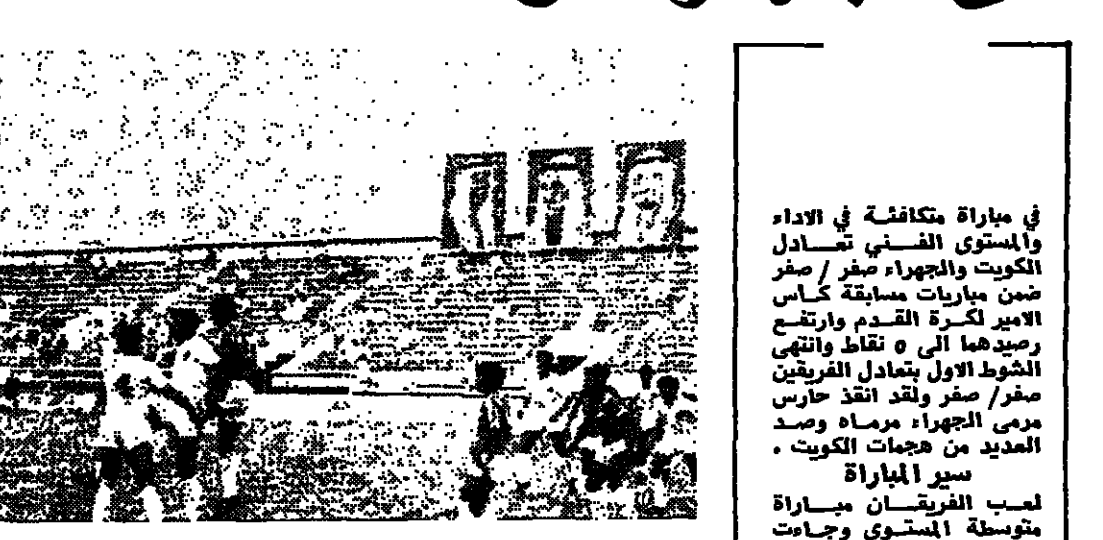 في مباراة متكافئة في الاداء
والمستوى الفني تعادل
الكويت والجهراء صفر / صفر
ضمن مباريات مسابقة كأس
الامير لكرة القدم وارتفع
رصيدهما الى ٥ نقاط وانتهى
الشوط الاول بتعادل الفريقين
صفر / صفر ولقد انقذ حارس
مرمى الجهراء مرماه وصد
العديد من هجمات الكويت .
سير المباراة
لعب الفريقان مباراة
متوسطة المستوى وجاءت